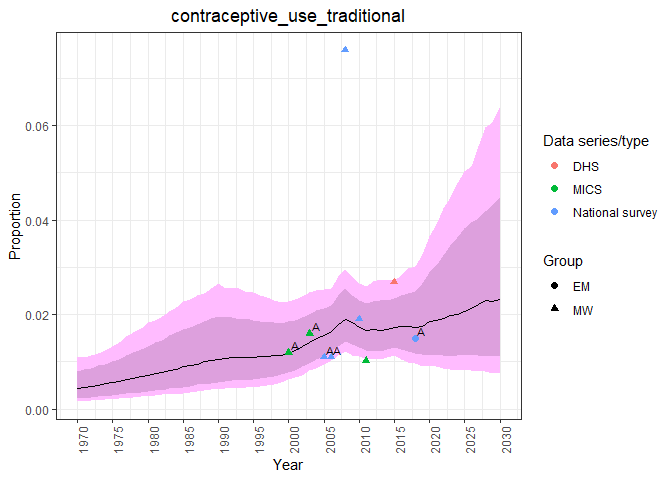 contraceptive_use_traditional
Proportion
0.06
0.04
0.02
0.00
A
A
AA
A
1970
1975
1980
1985
1990
1995
2000
2005
2010
2015
2020
2025
2030
Year
Data series/type
DHS
MICS
National survey
Group
EM
MW